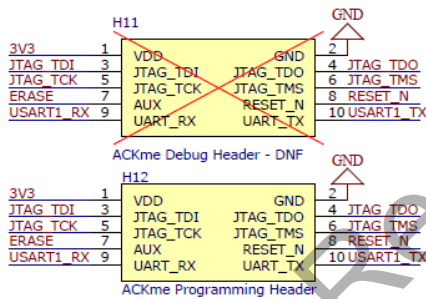 H11
GND
3V3 1 VDD GND 2
JTAG_TDI 3 JTAG_TDI JTAG_TDO 4 JTAG_TDO
JTAG_TCK 5 JTAG_TCK JTAG_TMS 6 JTAG_TMS
ERASE 7 AUX RESET_N 8 RESET_N
USART1_RX 9 UART_RX UART_TX 10 USART1_TX
ACKme Debug Header - DNF
GND
H12
3V3 1 VDD GND 2
JTAG_TDI 3 JTAG_TDI JTAG_TDO 4 JTAG_TDO
JTAG_TCK 5 JTAG_TCK JTAG_TMS 6 JTAG_TMS
ERASE 7 AUX RESET_N 8 RESET_N
USART1_RX 9 UART_RX UART_TX 10 USART1_TX
ACKme Programming Header